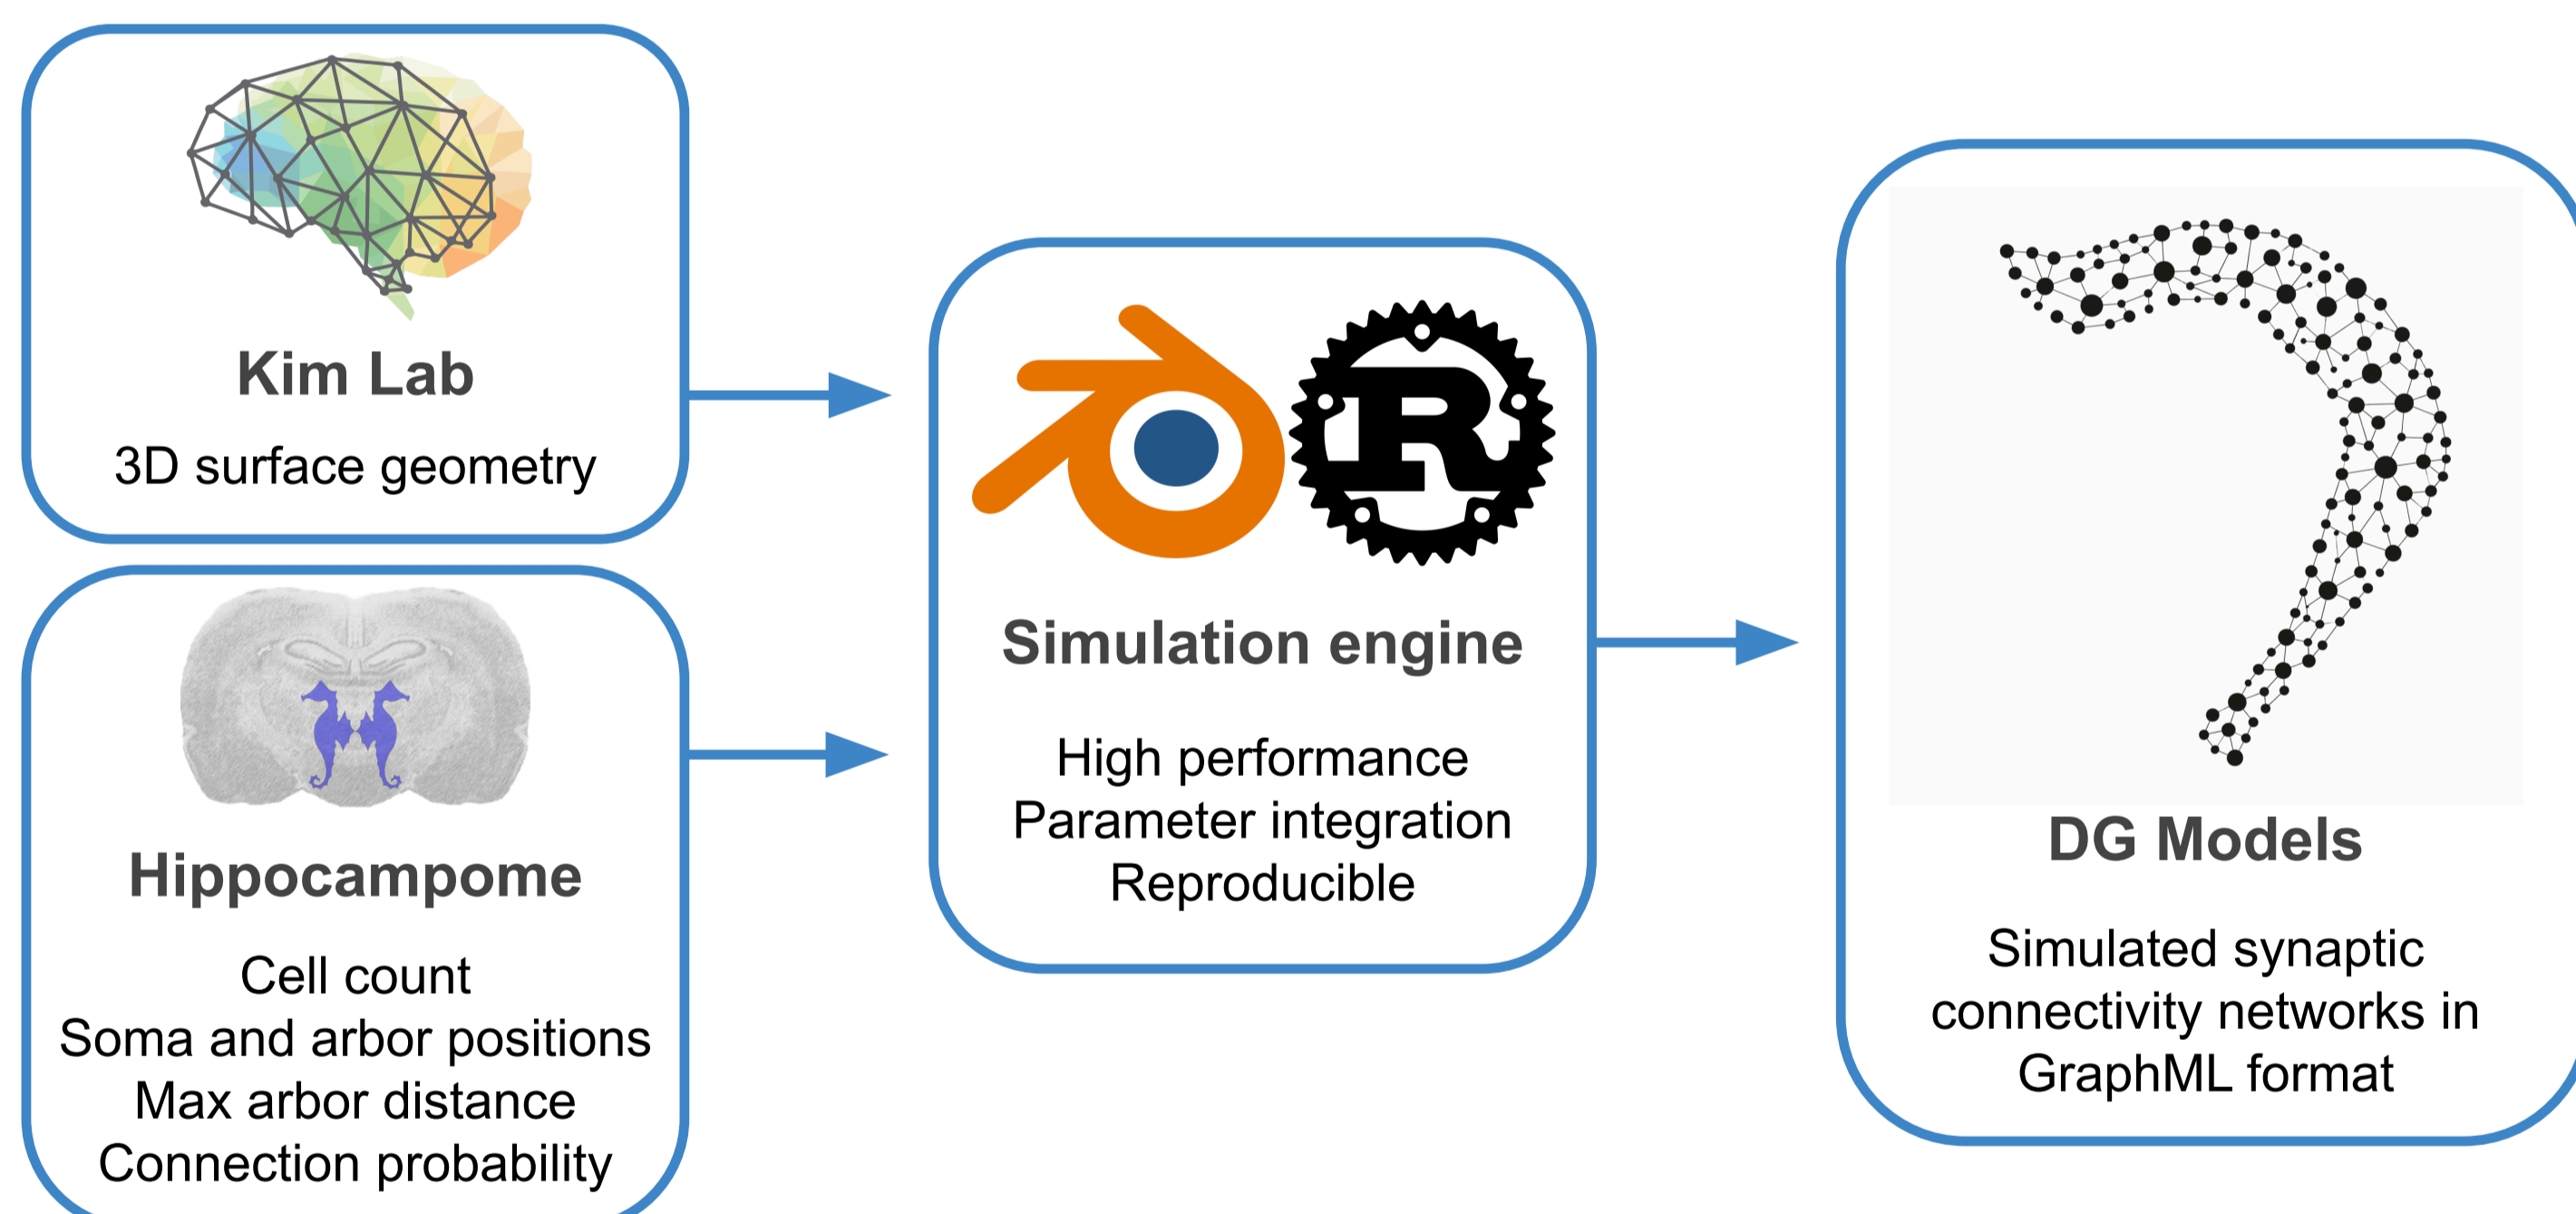 Kim Lab
3D surface geometry
Hippocampome
Cell count
Soma and arbor positions
Max arbor distance
Connection probability
R
Simulation engine
High performance
Parameter integration
Reproducible
DG Models
Simulated synaptic
connectivity networks in
GraphML format